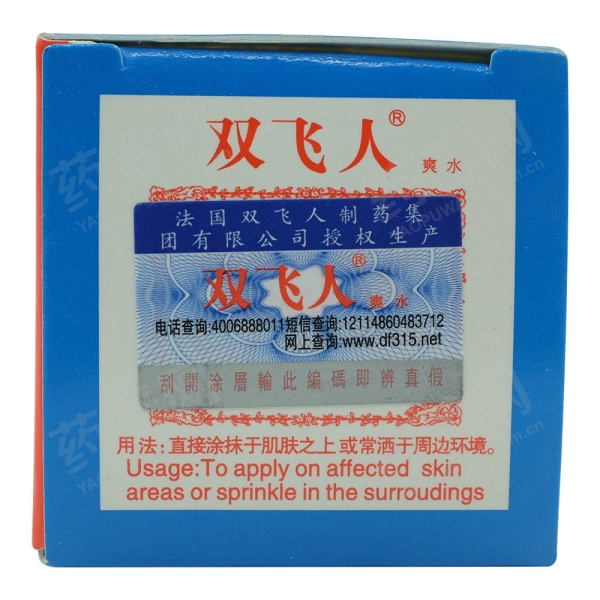 双飞人®
爽水
法国双飞人制药集
团有限公司授权生产
双飞人®
爽水
电话查询:4006888011短信查询:12114860483712
网上查询:www.df315.net
刮開涂層輸此编碼即辨真假
用法:直接涂抹于肌肤之上或常洒于周边环境。
Usage:To apply on affected skin
areas or sprinkle in the surroudings